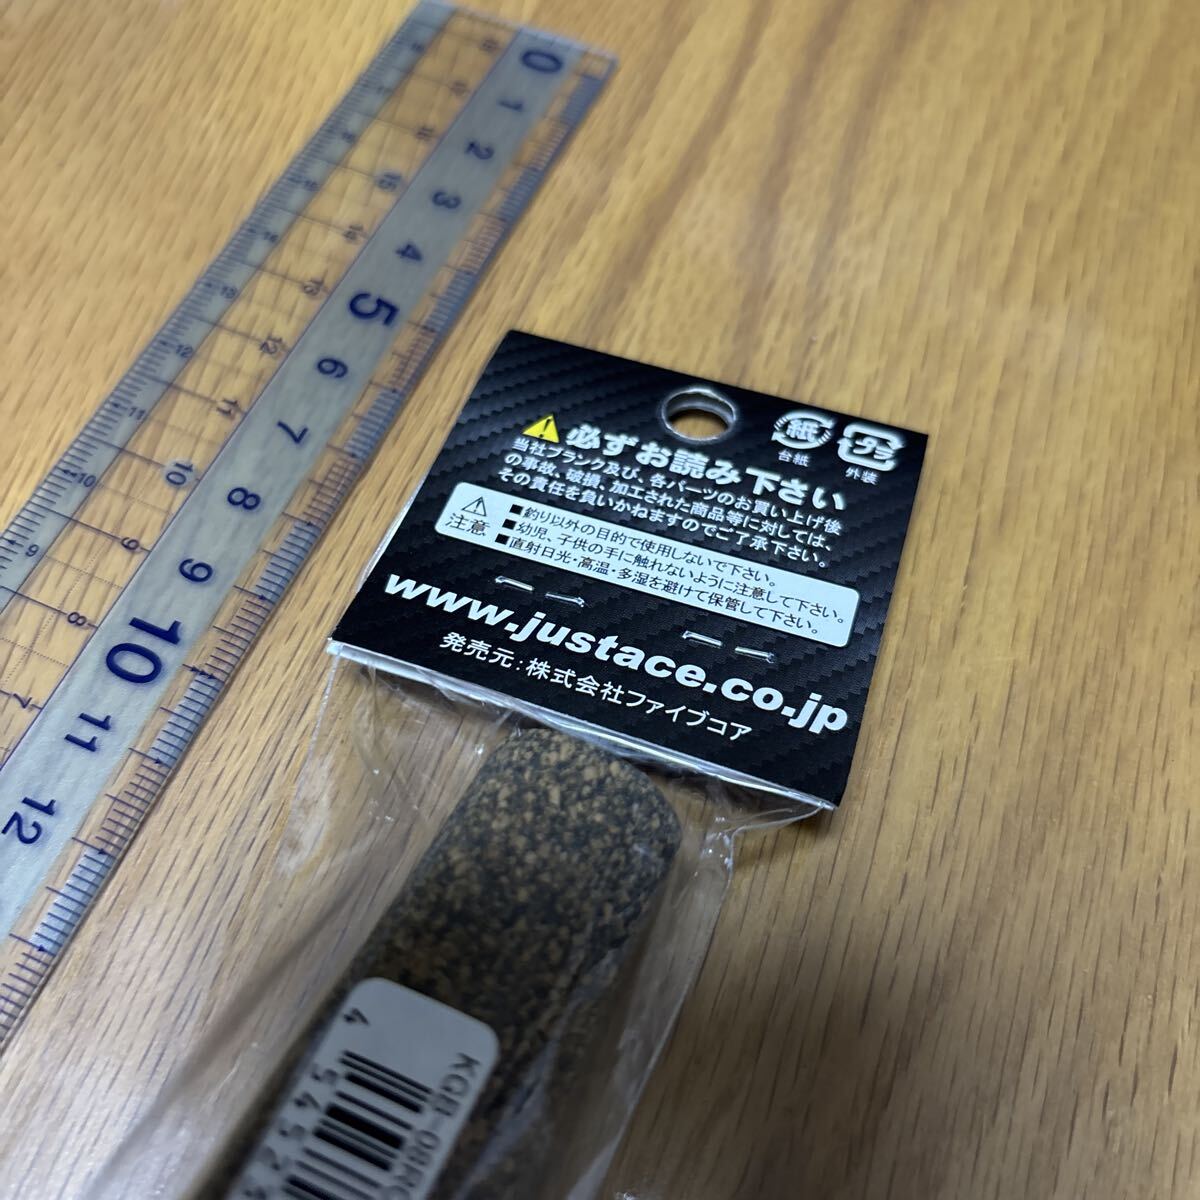 0
1
2
3
4
5
6
7
8
9
10
11
12
紙
台紙
プラ
外装
必ずお読み下さい
当社ブランク及び、各パーツのお買い上げ後
の事故、破損、加工された商品等に対しては、
その責任を負いかねますのでご了承下さい。
注意
■釣り以外の目的で使用しないで下さい。
■幼児、子供の手に触れないように注意して下さい。
■直射日光・高温・多湿を避けて保管して下さい。
www.justace.co.jp
発売元:株式会社ファイブコア